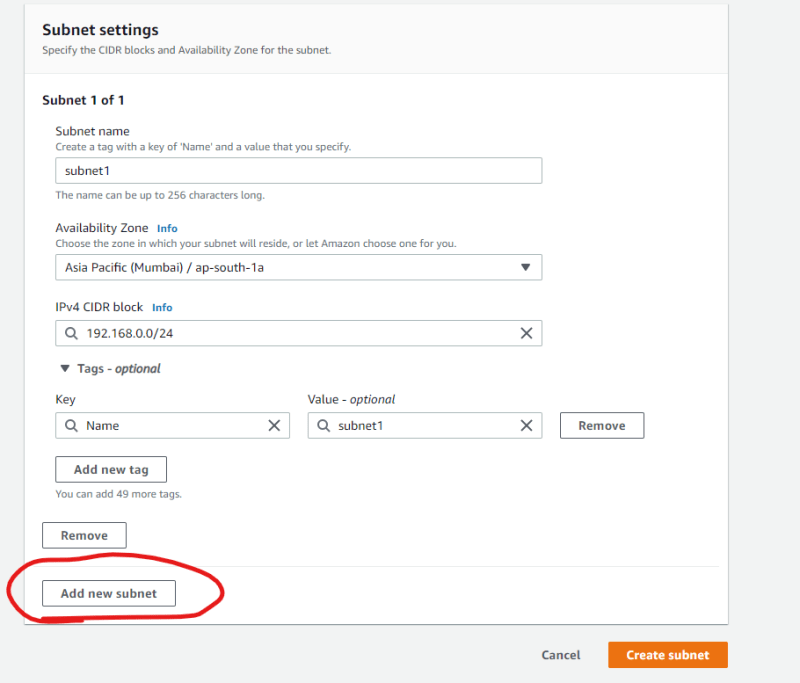 Subnet settings
Specify the CIDR blocks and Availability Zone for the subnet.
Subnet 1 of 1
Subnet name
Create a tag with a key of 'Name' and a value that you specify.
subnet1
The name can be up to 256 characters long.
Availability Zone Info
Choose the zone in which your subnet will reside, or let Amazon choose one for you.
Asia Pacific (Mumbai) / ap-south-1a
IPv4 CIDR block Info
192.168.0.0/24
Tags - optional
Key Value - optional
Name subnet1 Remove
Add new tag
You can add 49 more tags.
Remove
Add new subnet
Cancel Create subnet